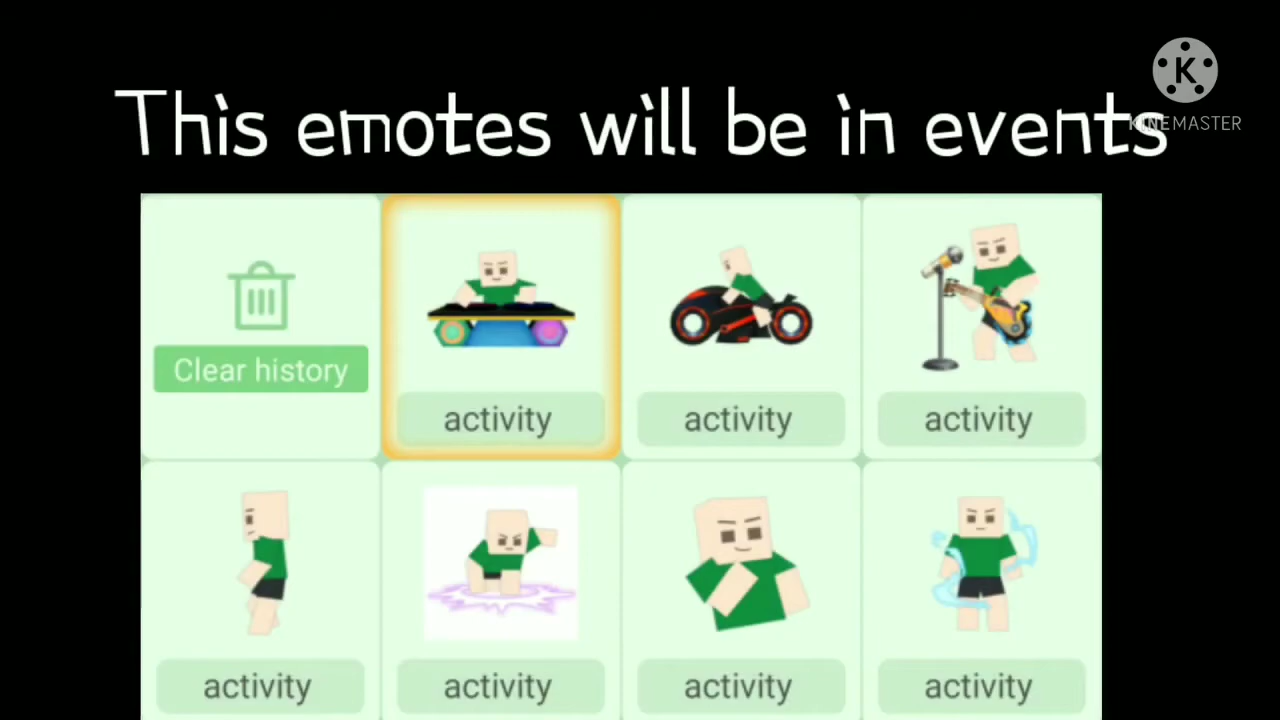 This emotes will be in events
K
KINEMASTER
Clear history
activity
activity
activity
activity
activity
activity
activity